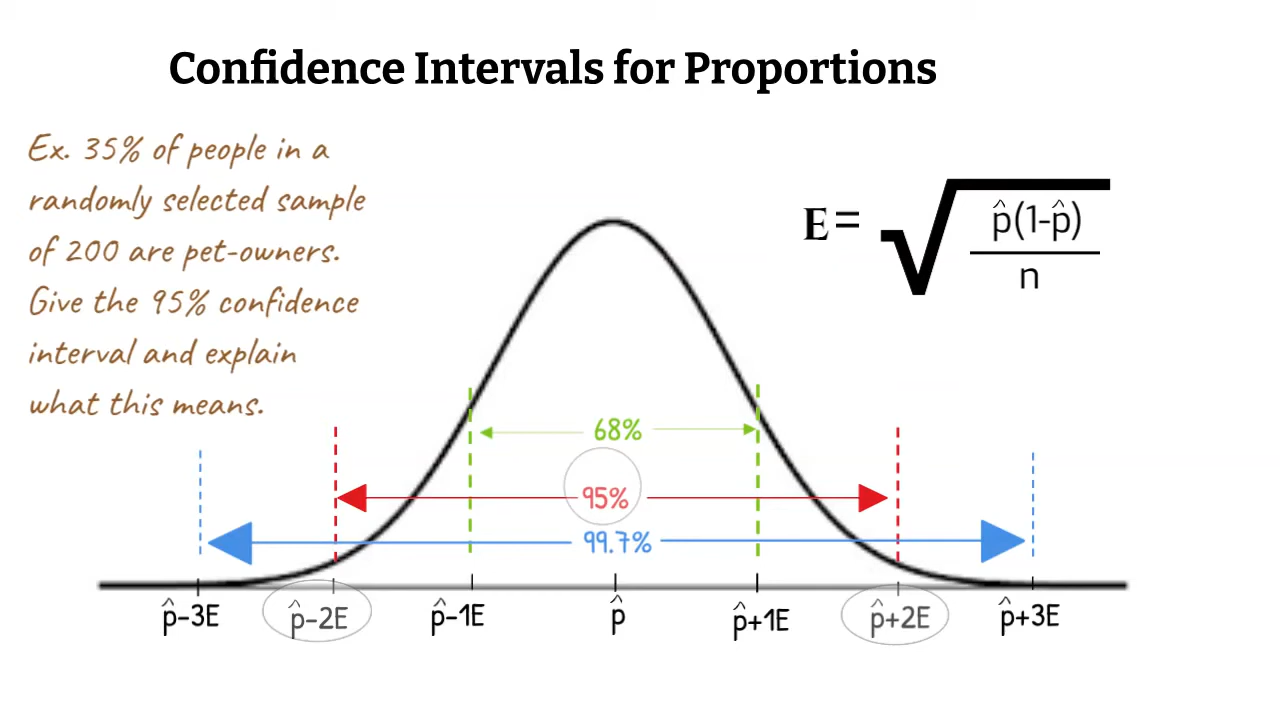 Confidence Intervals for Proportions
Ex. 35% of people in a
randomly selected sample
of 200 are pet-owners.
Give the 95% confidence
interval and explain
what this means.
E = √
p̂(1-p̂)
n
68%
95%
99.7%
p̂-3E p̂-2E p̂-1E p̂ p̂+1E p̂+2E p̂+3E